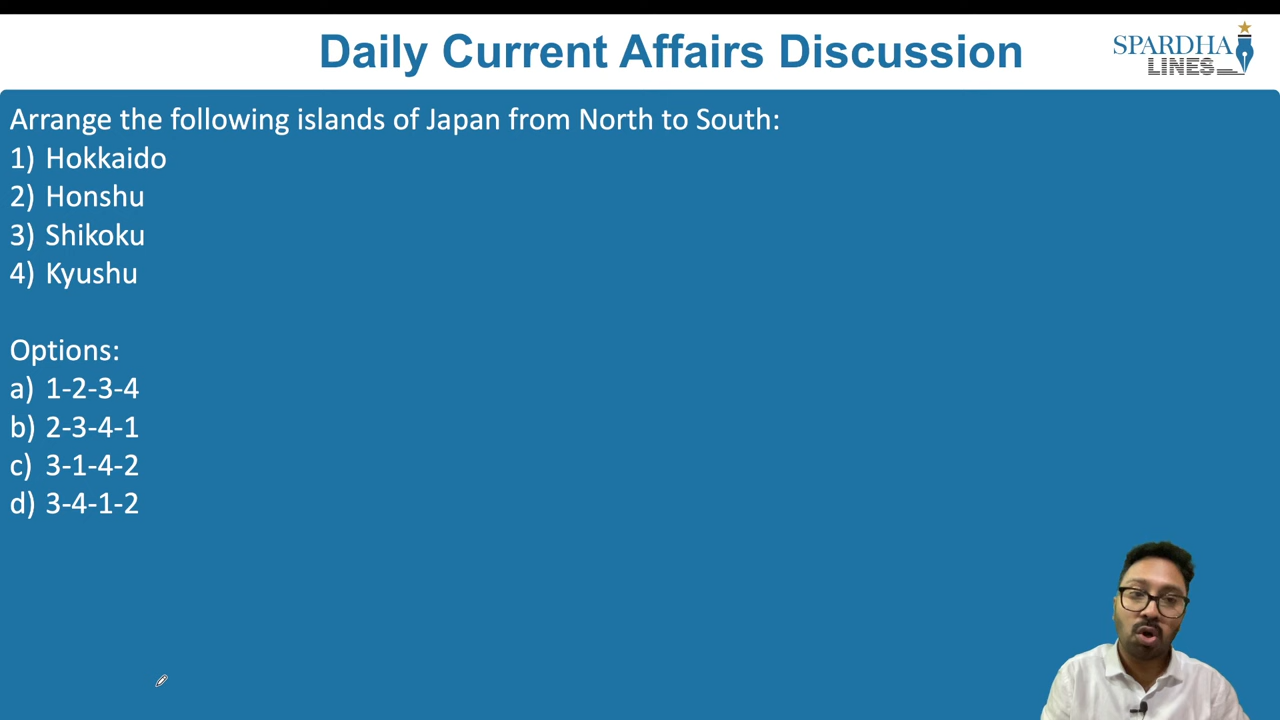 Daily Current Affairs Discussion
SPARDHA
LINES
Arrange the following islands of Japan from North to South:
1) Hokkaido
2) Honshu
3) Shikoku
4) Kyushu
Options:
a) 1-2-3-4
b) 2-3-4-1
c) 3-1-4-2
d) 3-4-1-2